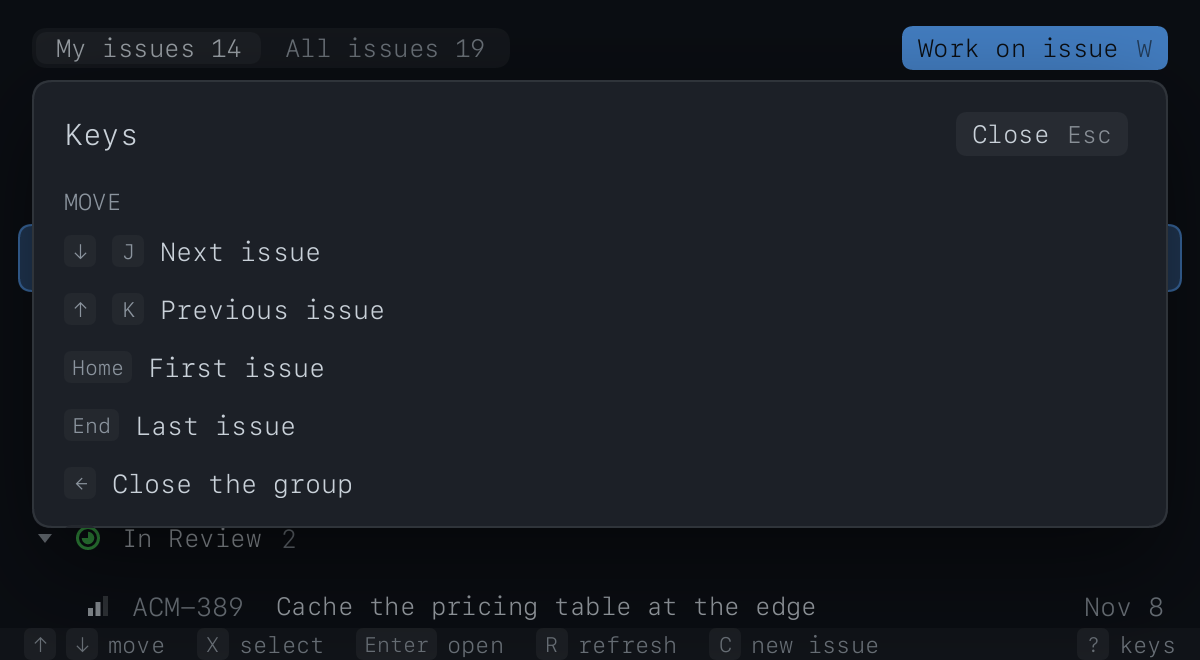 My issues 14 All issues 19 Work on issue W
Keys Close Esc
MOVE
↓ J Next issue
↑ K Previous issue
Home First issue
End Last issue
← Close the group
In Review 2
ACM–389 Cache the pricing table at the edge Nov 8
↑ ↓ move X select Enter open R refresh C new issue ? keys